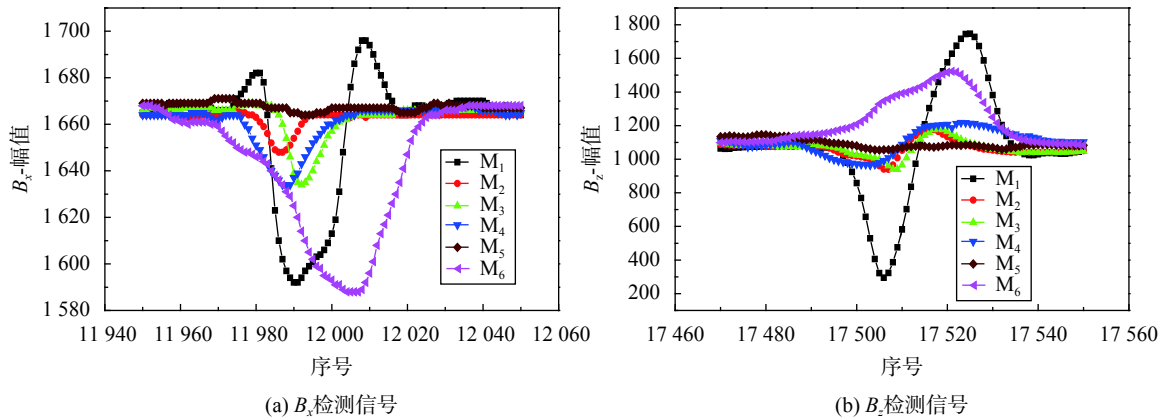 1 700
1 680
1 660
1 640
1 620
1 600
1 580
Bₓ-幅值
M₁
M₂
M₃
M₄
M₅
M₆
11 940 11 960 11 980 12 000 12 020 12 040 12 060
序号
(a) Bₓ检测信号
1 800
1 600
1 400
1 200
1 000
800
600
400
200
B_z-幅值
M₁
M₂
M₃
M₄
M₅
M₆
17 460 17 480 17 500 17 520 17 540 17 560
序号
(b) B_z检测信号